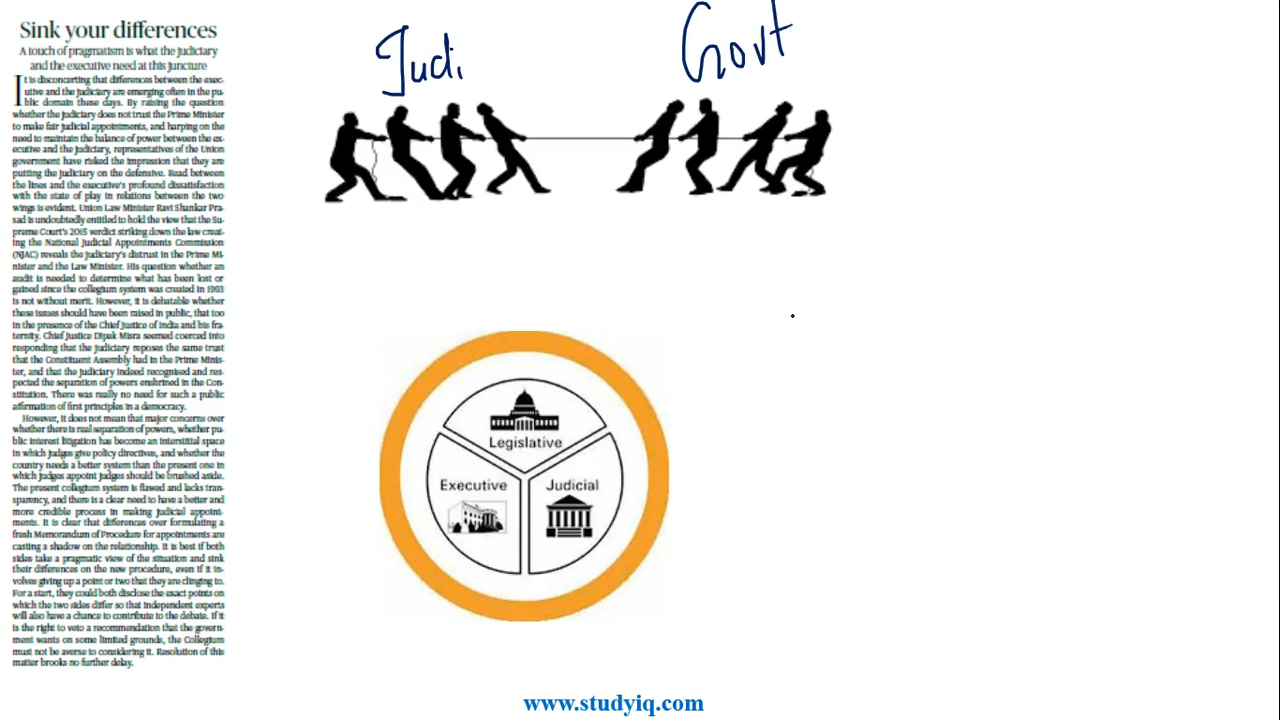 Sink your differences
A touch of pragmatism is what the judiciary
and the executive need at this juncture
It is disconcerting that differences between the exec-
utive and the judiciary are emerging often in the pu-
blic domain these days. By raising the question
whether the judiciary does not trust the Prime Minister
to make fair judicial appointments, and harping on the
need to maintain the balance of power between the ex-
ecutive and the judiciary, representatives of the Union
government have risked the impression that they are
putting the judiciary on the defensive. Read between
the lines and the executive's profound dissatisfaction
with the state of play in relations between the two
wings is evident. Union Law Minister Ravi Shankar Pra-
sad is undoubtedly entitled to hold the view that the Su-
preme Court's 2015 verdict striking down the law creat-
ing the National Judicial Appointments Commission
(NJAC) reveals the judiciary's distrust in the Prime Mi-
nister and the Law Minister. His question whether an
audit is needed to determine what has been lost or
gained since the collegium system was created in 1993
is not without merit. However, it is debatable whether
these issues should have been raised in public, that too
in the presence of the Chief Justice of India and his fra-
ternity. Chief Justice Dipak Misra seemed coerced into
responding that the judiciary reposes the same trust
that the Constituent Assembly had in the Prime Minis-
ter, and that the judiciary indeed recognised and res-
pected the separation of powers enshrined in the Con-
stitution. There was really no need for such a public
affirmation of first principles in a democracy.
However, it does not mean that major concerns over
whether there is real separation of powers, whether pu-
blic interest litigation has become an interstitial space
in which judges give policy directives, and whether the
country needs a better system than the present one in
which judges appoint judges should be brushed aside.
The present collegium system is flawed and lacks tran-
sparency, and there is a clear need to have a better and
more credible process in making judicial appoint-
ments. It is clear that differences over formulating a
fresh Memorandum of Procedure for appointments are
casting a shadow on the relationship. It is best if both
sides take a pragmatic view of the situation and sink
their differences on the new procedure, even if it in-
volves giving up a point or two that they are clinging to.
For a start, they could both disclose the exact points on
which the two sides differ so that independent experts
will also have a chance to contribute to the debate. If it
is the right to veto a recommendation that the govern-
ment wants on some limited grounds, the Collegium
must not be averse to considering it. Resolution of this
matter brooks no further delay.
Judi
Govt
Legislative
Executive
Judicial
www.studyiq.com